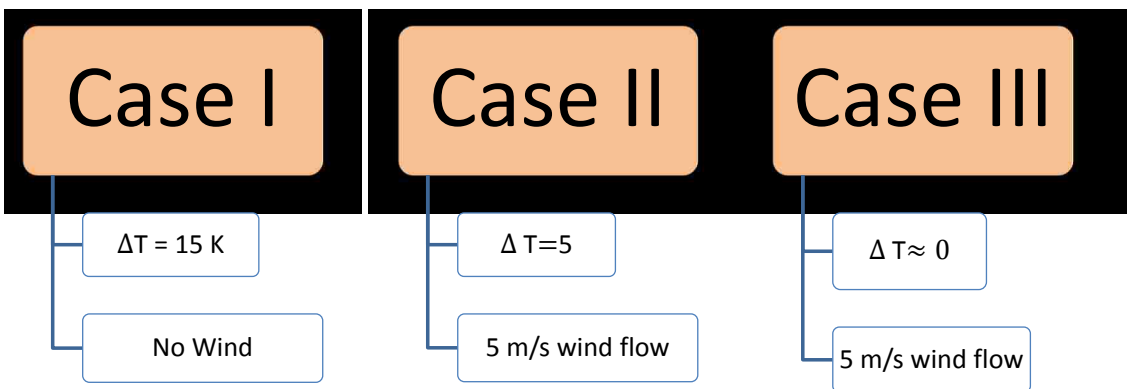 Case I
ΔT = 15 K
No Wind
Case II
Δ T=5
5 m/s wind flow
Case III
Δ T≈ 0
5 m/s wind flow